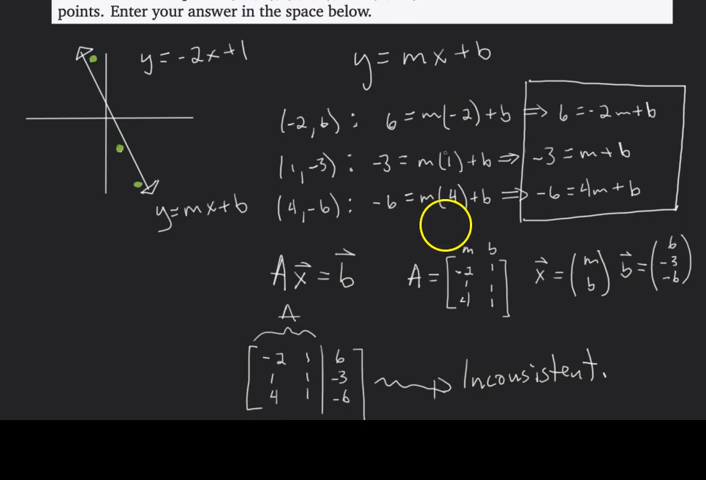 points. Enter your answer in the space below.
y = -2x+1
y = mx + b
(-2, 6) : 6 = m(-2) + b ⇒ 6 = -2m + b
(1, -3) : -3 = m(1) + b ⇒ -3 = m + b
(4, -6) : -6 = m(4) + b ⇒ -6 = 4m + b
y = mx + b
m b
A x⃗ = b⃗ A = [-2 1 x⃗ = (m b⃗ = (6
1 1 b) -3
4 1] -6)
A
[-2 1 | 6
1 1 | -3
4 1 | -6] → Inconsistent.